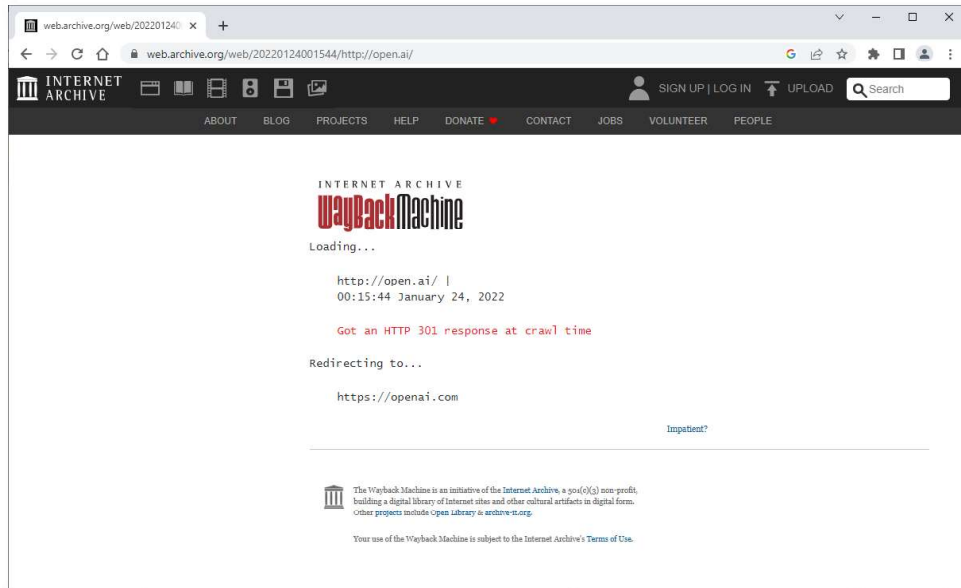 web.archive.org/web/20220124
web.archive.org/web/20220124001544/http://open.ai/
INTERNET ARCHIVE
SIGN UP | LOG IN
UPLOAD
Search
ABOUT BLOG PROJECTS HELP DONATE CONTACT JOBS VOLUNTEER PEOPLE
INTERNET ARCHIVE
WayBackMachine
Loading...
http://open.ai/ |
00:15:44 January 24, 2022
Got an HTTP 301 response at crawl time
Redirecting to...
https://openai.com
Impatient?
The Wayback Machine is an initiative of the Internet Archive, a 501(c)(3) non-profit,
building a digital library of Internet sites and other cultural artifacts in digital form.
Other projects include Open Library & archive-it.org.
Your use of the Wayback Machine is subject to the Internet Archive's Terms of Use.